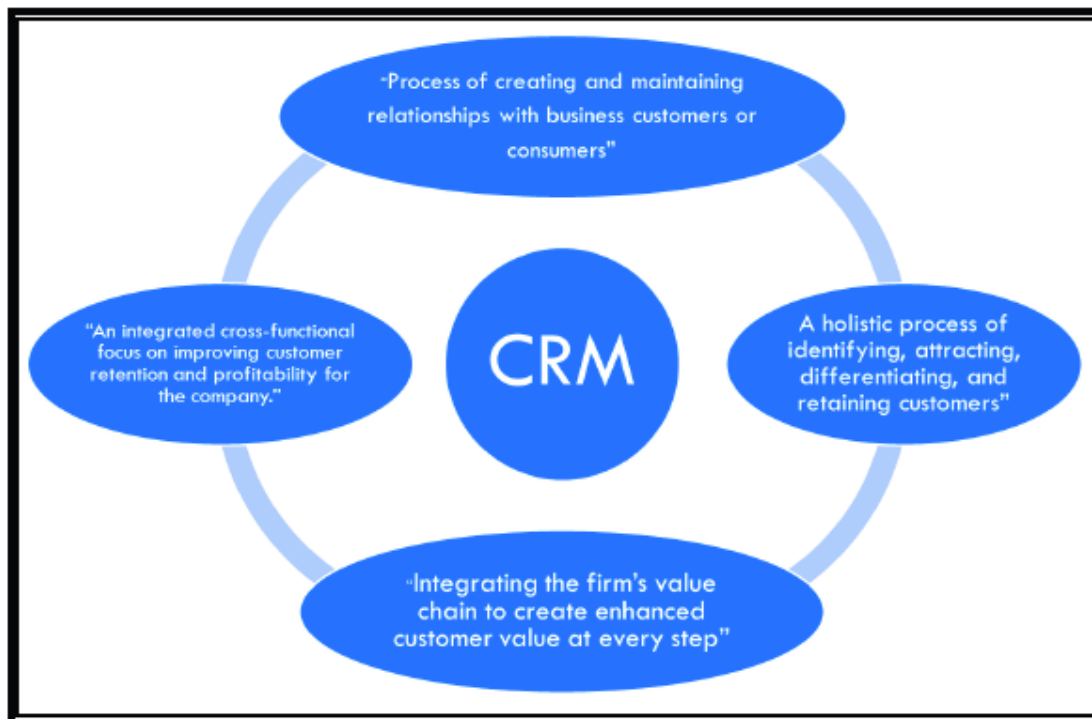 "Process of creating and maintaining
relationships with business customers or
consumers"
"An integrated cross-functional
focus on improving customer
retention and profitability for
the company."
CRM
A holistic process of
identifying, attracting,
differentiating, and
retaining customers"
"Integrating the firm's value
chain to create enhanced
customer value at every step"